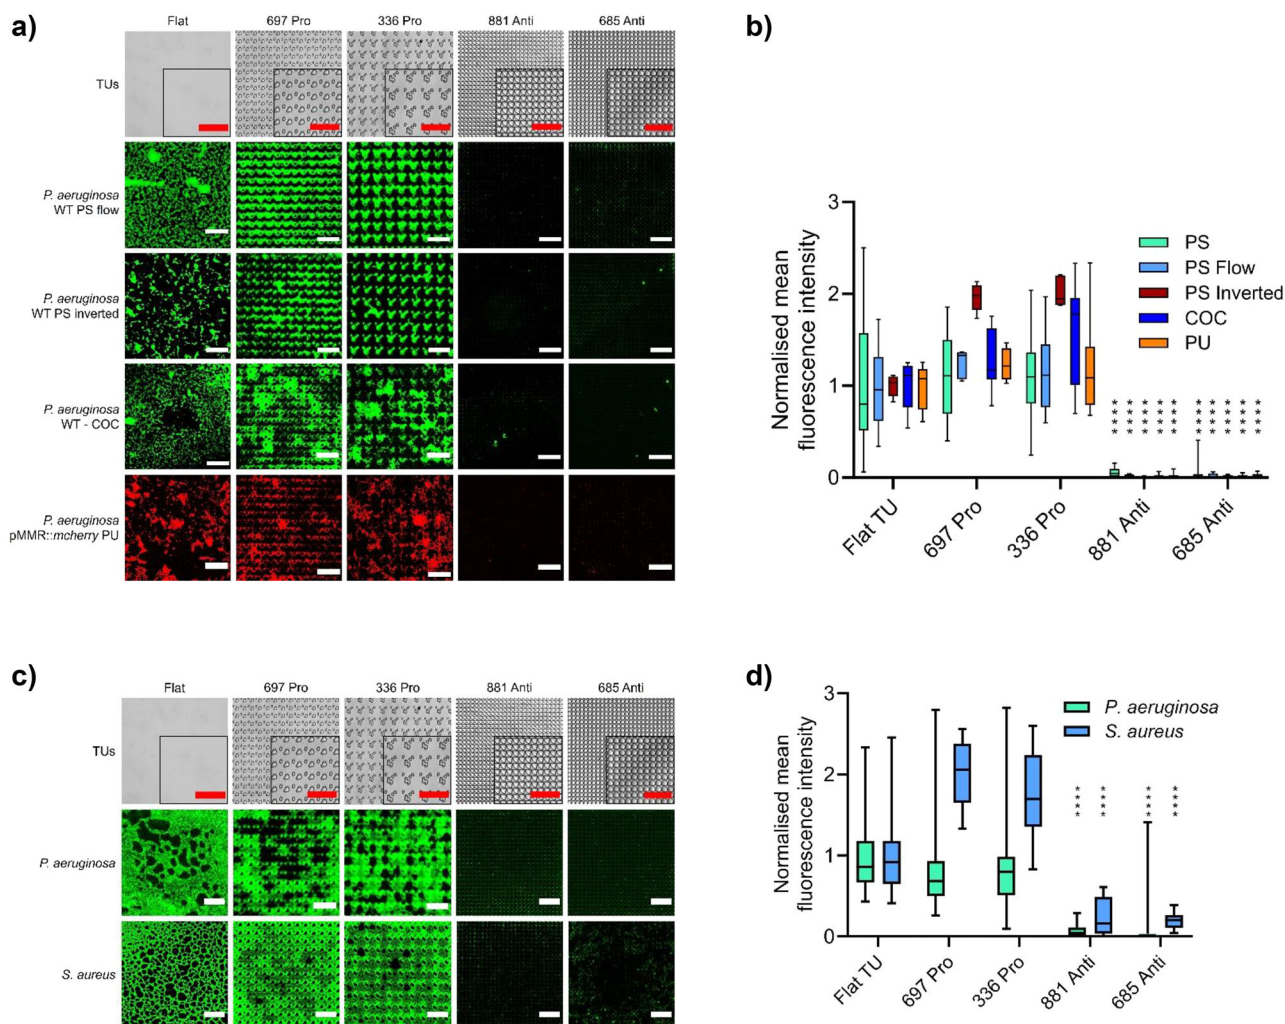 a)
Flat 697 Pro 336 Pro 881 Anti 685 Anti
TUs
P. aeruginosa
WT PS flow
P. aeruginosa
WT PS inverted
P. aeruginosa
WT - COC
P. aeruginosa
pMMR::mcherry PU
b)
Normalised mean
fluorescence intensity
3
2
1
0
PS
PS Flow
PS Inverted
COC
PU
****
****
****
****
****
****
****
****
****
****
Flat TU
697 Pro
336 Pro
881 Anti
685 Anti
c)
Flat 697 Pro 336 Pro 881 Anti 685 Anti
TUs
P. aeruginosa
S. aureus
d)
Normalised mean
fluorescence intensity
3
2
1
0
P. aeruginosa
S. aureus
****
****
****
****
Flat TU
697 Pro
336 Pro
881 Anti
685 Anti